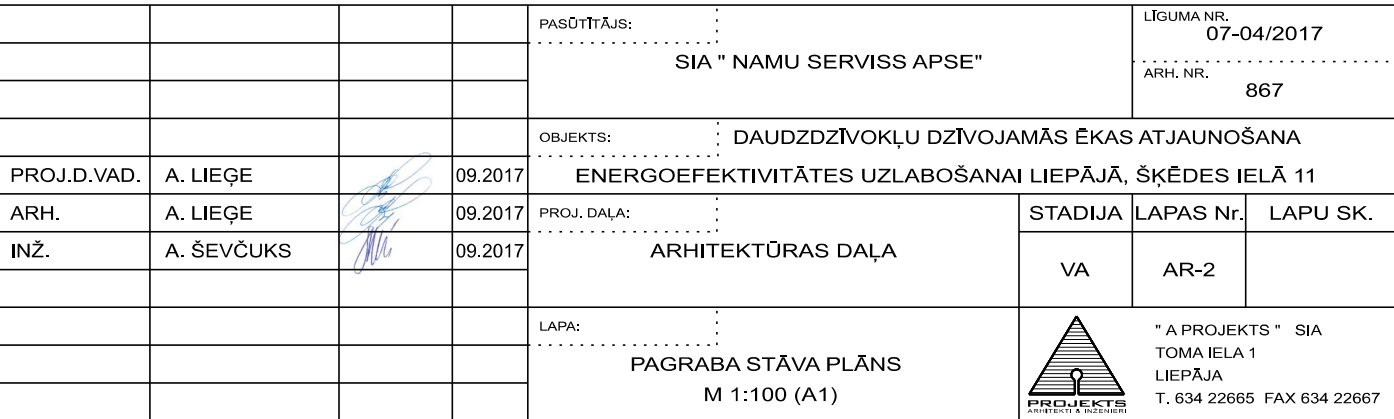 PASŪTĪTĀJS:
SIA " NAMU SERVISS APSE"
LĪGUMA NR.
07-04/2017
ARH. NR.
867
OBJEKTS: DAUDZDZĪVOKĻU DZĪVOJAMĀS ĒKAS ATJAUNOŠANA
ENERGOEFEKTIVITĀTES UZLABOŠANAI LIEPĀJĀ, ŠĶĒDES IELĀ 11
PROJ.D.VAD. A. LIEĢE 09.2017
ARH. A. LIEĢE 09.2017
INŽ. A. ŠEVČUKS 09.2017
PROJ. DAĻA:
ARHITEKTŪRAS DAĻA
STADIJA LAPAS Nr. LAPU SK.
VA AR-2
LAPA:
PAGRABA STĀVA PLĀNS
M 1:100 (A1)
PROJEKTS
ARHITEKTI & INŽENIERI
" A PROJEKTS " SIA
TOMA IELA 1
LIEPĀJA
T. 634 22665 FAX 634 22667